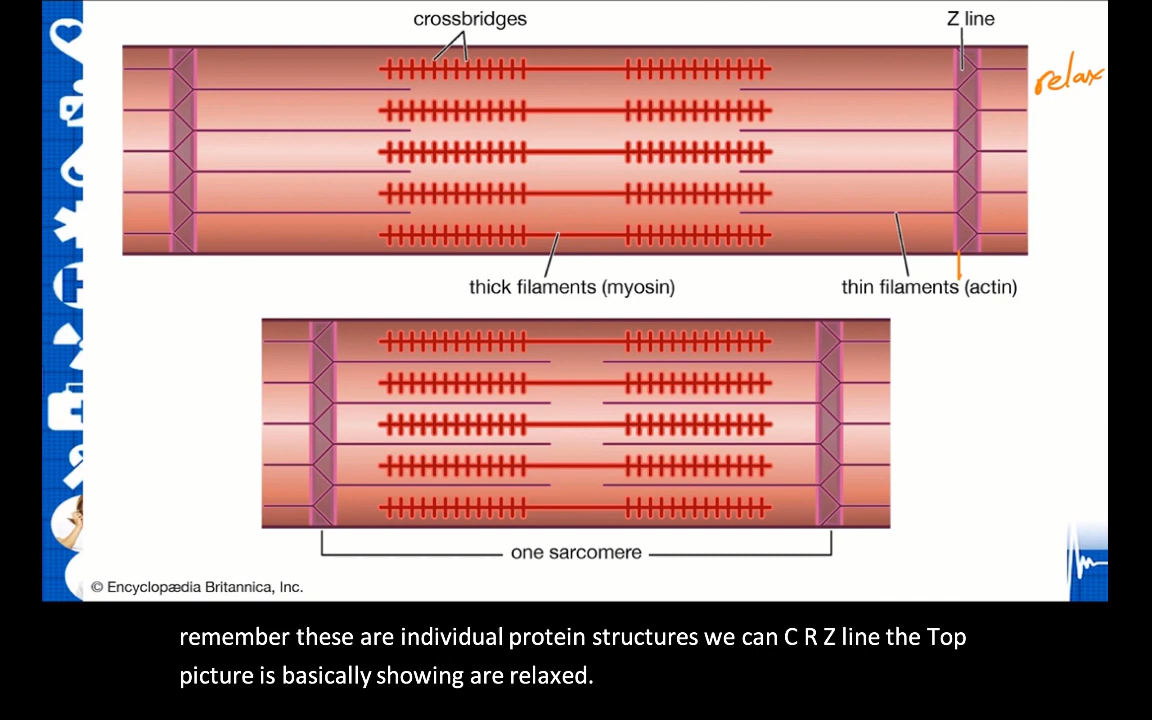 crossbridges
Z line
relax
thick filaments (myosin)
thin filaments (actin)
one sarcomere
© Encyclopædia Britannica, Inc.
remember these are individual protein structures we can C R Z line the Top
picture is basically showing are relaxed.